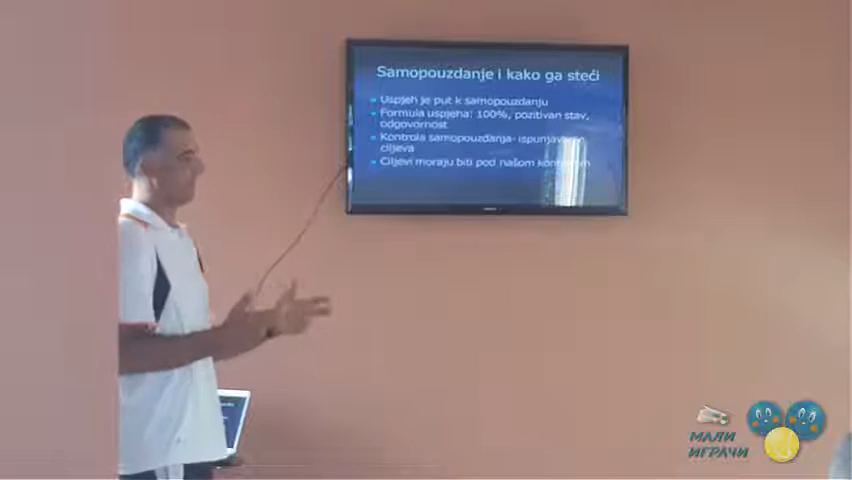 Samopouzdanje i kako ga steći
Uspjeh je put k samopouzdanju
Formula uspjeha: 100%, pozitivan stav,
odgovornost
Kontrola samopouzdanja- ispunjavanje
ciljeva
Ciljevi moraju biti pod našom kontrolom
МАЛИ
ИГРАЧИ